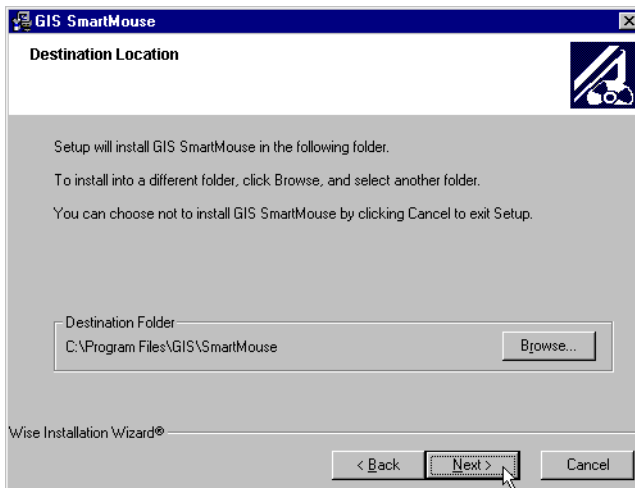 GIS SmartMouse
Destination Location
Setup will install GIS SmartMouse in the following folder.
To install into a different folder, click Browse, and select another folder.
You can choose not to install GIS SmartMouse by clicking Cancel to exit Setup.
Destination Folder
C:\Program Files\GIS\SmartMouse
Browse...
Wise Installation Wizard®
< Back
Next >
Cancel